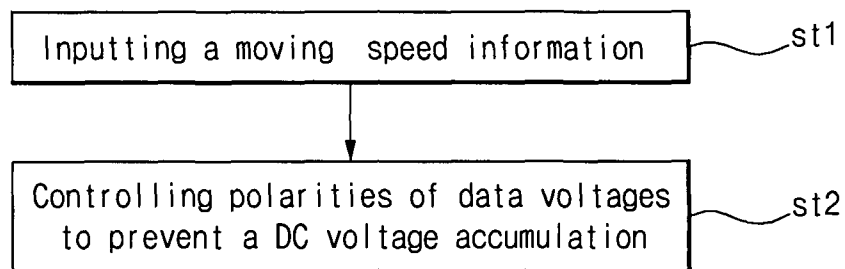 Inputting a moving speed information
st1
Controlling polarities of data voltages
to prevent a DC voltage accumulation
st2